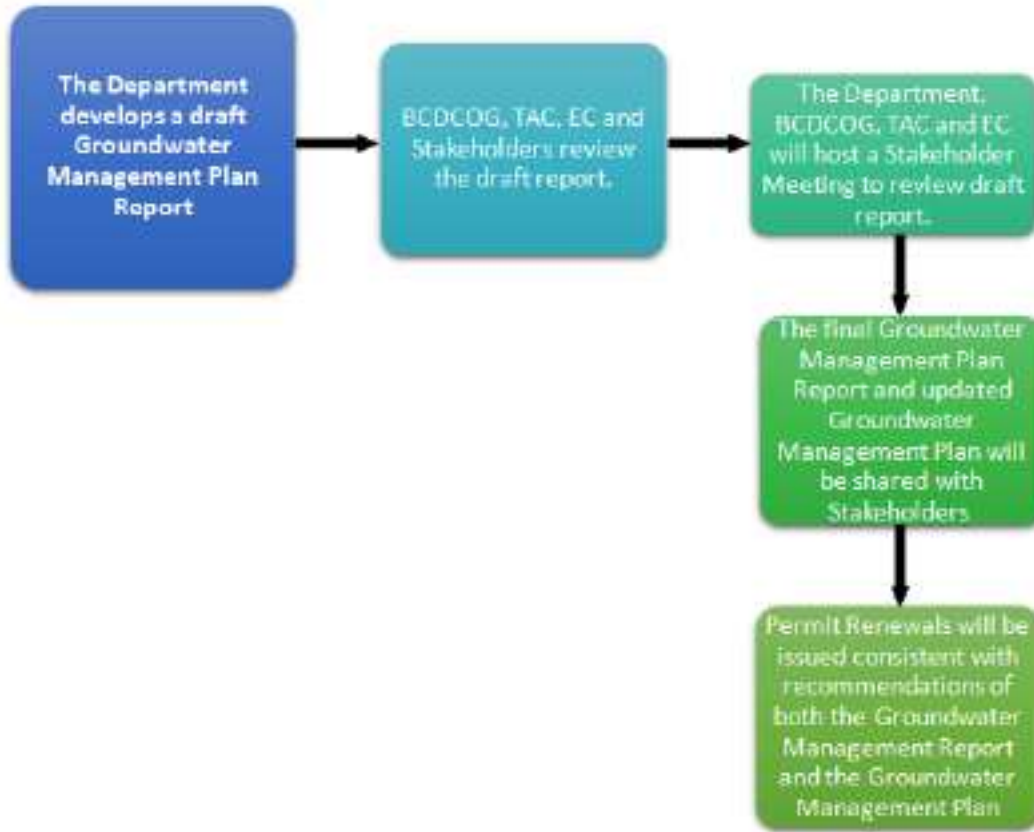 The Department
develops a draft
Groundwater
Management Plan
Report
BCDCOG, TAC, EC and
Stakeholders review
the draft report.
The Department,
BCDCOG, TAC and EC
will host a Stakeholder
Meeting to review draft
report.
The final Groundwater
Management Plan
Report and updated
Groundwater
Management Plan will
be shared with
Stakeholders
Permit Renewals will be
issued consistent with
recommendations of
both the Groundwater
Management Report
and the Groundwater
Management Plan